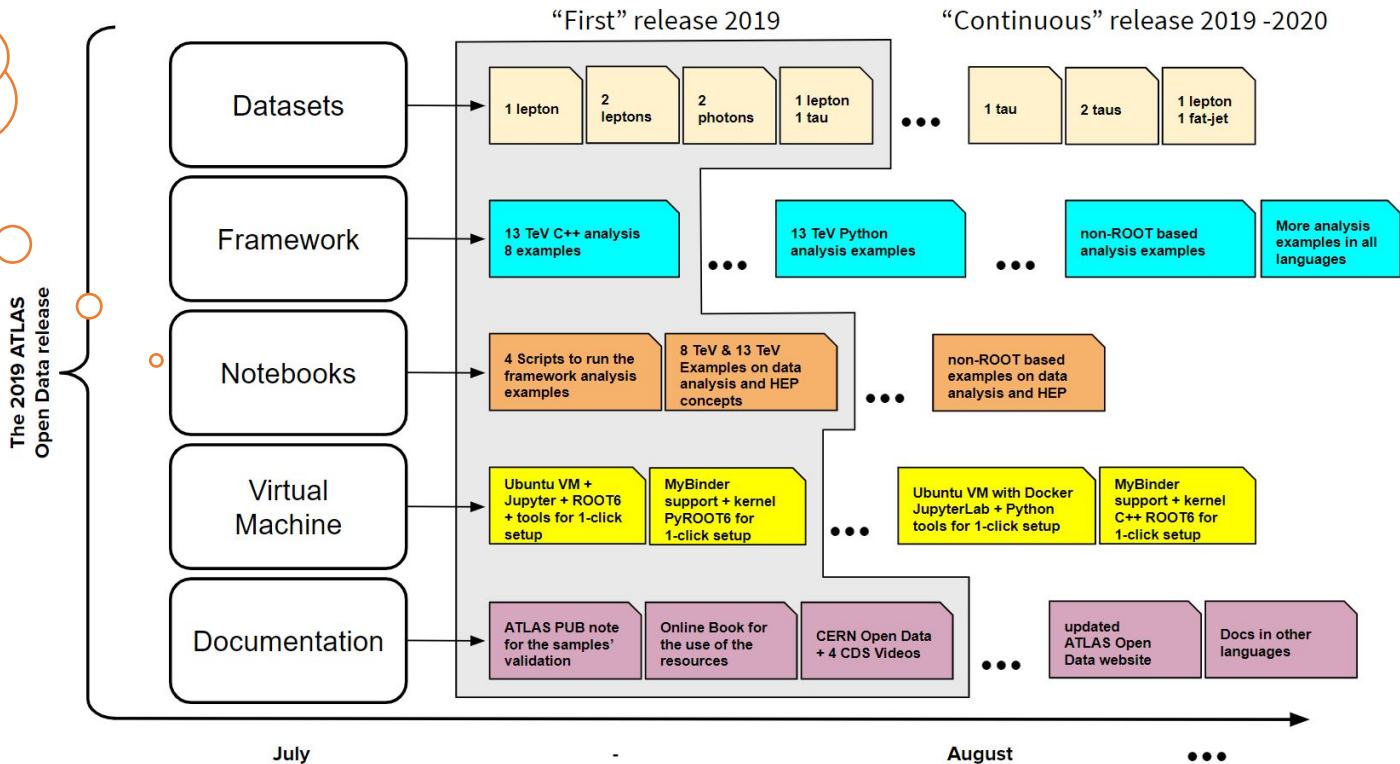 “First” release 2019
“Continuous” release 2019 -2020
The 2019 ATLAS
Open Data release
Datasets
1 lepton
2
leptons
2
photons
1 lepton
1 tau
●●●
1 tau
2 taus
1 lepton
1 fat-jet
Framework
13 TeV C++ analysis
8 examples
●●●
13 TeV Python
analysis examples
●●●
non-ROOT based
analysis examples
More analysis
examples in all
languages
Notebooks
4 Scripts to run the
framework analysis
examples
8 TeV & 13 TeV
Examples on data
analysis and HEP
concepts
●●●
non-ROOT based
examples on data
analysis and HEP
Virtual
Machine
Ubuntu VM +
Jupyter + ROOT6
+ tools for 1-click
setup
MyBinder
support + kernel
PyROOT6 for
1-click setup
●●●
Ubuntu VM with Docker
JupyterLab + Python
tools for 1-click setup
MyBinder
support + kernel
C++ ROOT6 for
1-click setup
Documentation
ATLAS PUB note
for the samples’
validation
Online Book for
the use of the
resources
CERN Open Data
+ 4 CDS Videos
●●●
updated
ATLAS Open
Data website
Docs in other
languages
July
-
August
●●●